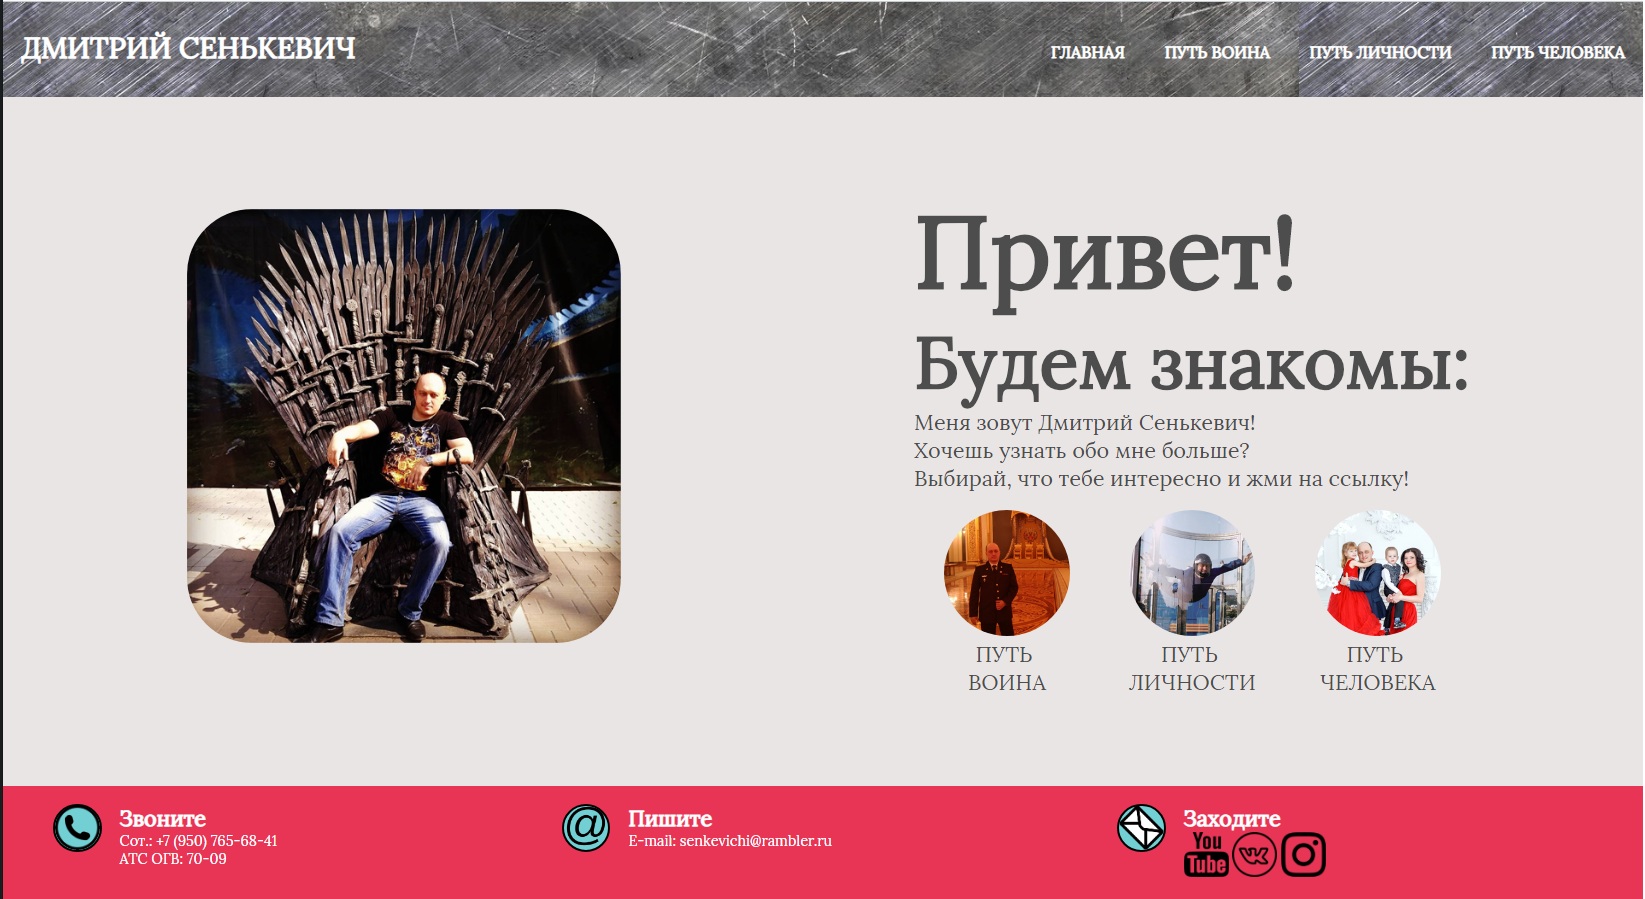 ДМИТРИЙ СЕНЬКЕВИЧ
ГЛАВНАЯ ПУТЬ ВОИНА ПУТЬ ЛИЧНОСТИ ПУТЬ ЧЕЛОВЕКА
Привет!
Будем знакомы:
Меня зовут Дмитрий Сенькевич!
Хочешь узнать обо мне больше?
Выбирай, что тебе интересно и жми на ссылку!
ПУТЬ
ВОИНА
ПУТЬ
ЛИЧНОСТИ
ПУТЬ
ЧЕЛОВЕКА
Звоните
Сот.: +7 (950) 765-68-41
АТС ОГВ: 70-09
@
Пишите
E-mail: senkevichi@rambler.ru
Заходите
You
Tube